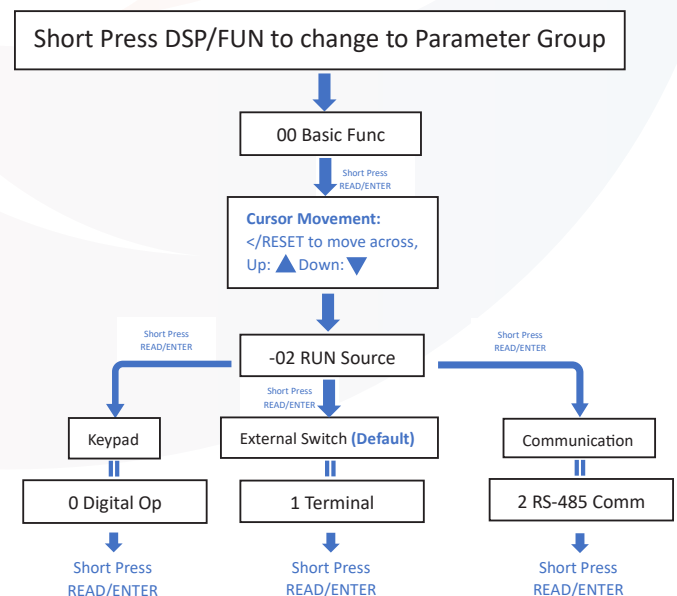 Short Press DSP/FUN to change to Parameter Group
00 Basic Func
Short Press
READ/ENTER
Cursor Movement:
</RESET to move across,
Up: ▲ Down: ▼
-02 RUN Source
Short Press
READ/ENTER
Short Press
READ/ENTER
Short Press
READ/ENTER
Keypad
External Switch (Default)
Communication
0 Digital Op
1 Terminal
2 RS-485 Comm
Short Press
READ/ENTER
Short Press
READ/ENTER
Short Press
READ/ENTER